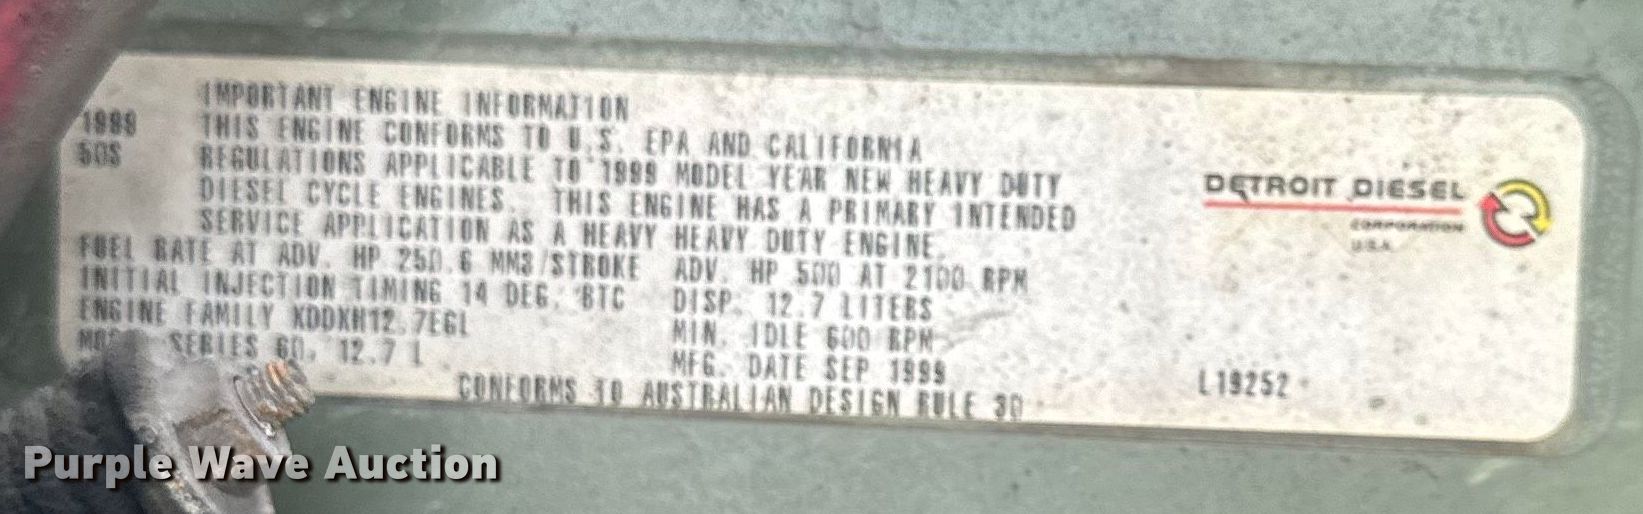 IMPORTANT ENGINE INFORMATION
1999 THIS ENGINE CONFORMS TO U.S. EPA AND CALIFORNIA
50S REGULATIONS APPLICABLE TO 1999 MODEL YEAR NEW HEAVY DUTY
DIESEL CYCLE ENGINES. THIS ENGINE HAS A PRIMARY INTENDED
SERVICE APPLICATION AS A HEAVY HEAVY DUTY ENGINE.
FUEL RATE AT ADV. HP 250.6 MM3/STROKE ADV. HP 500 AT 2100 RPM
INITIAL INJECTION TIMING 14 DEG. BTC DISP. 12.7 LITERS
ENGINE FAMILY XDDXH12.7EGL MIN. IDLE 600 RPM
SERIES 60, 12.7 L MFG. DATE SEP 1999
CONFORMS TO AUSTRALIAN DESIGN RULE 30
DETROIT DIESEL
CORPORATION
U.S.A.
L19252
Purple Wave Auction